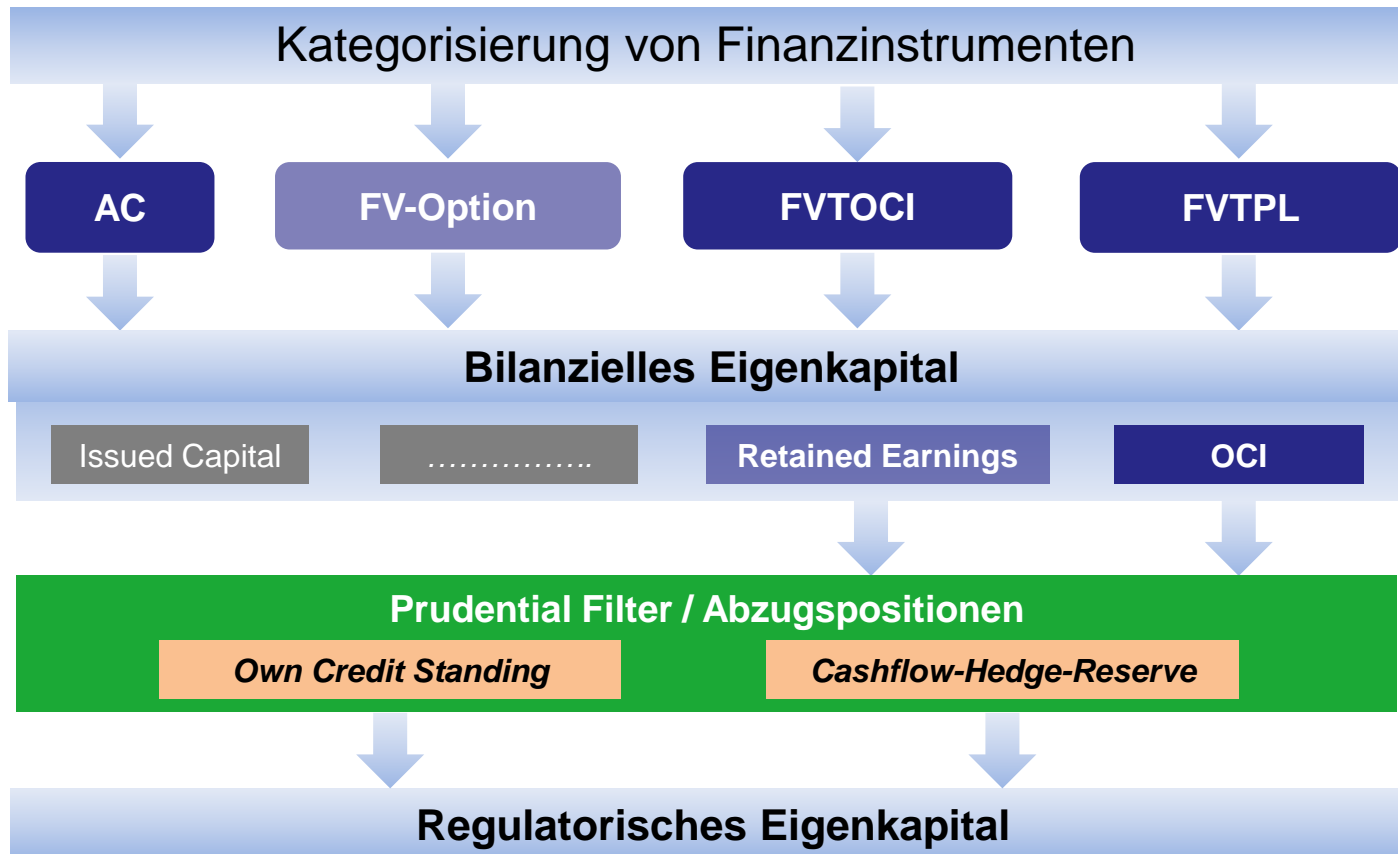 Kategorisierung von Finanzinstrumenten
AC
FV-Option
FVTOCI
FVTPL
Bilanzielles Eigenkapital
Issued Capital
……………..
Retained Earnings
OCI
Prudential Filter / Abzugspositionen
Own Credit Standing
Cashflow-Hedge-Reserve
Regulatorisches Eigenkapital